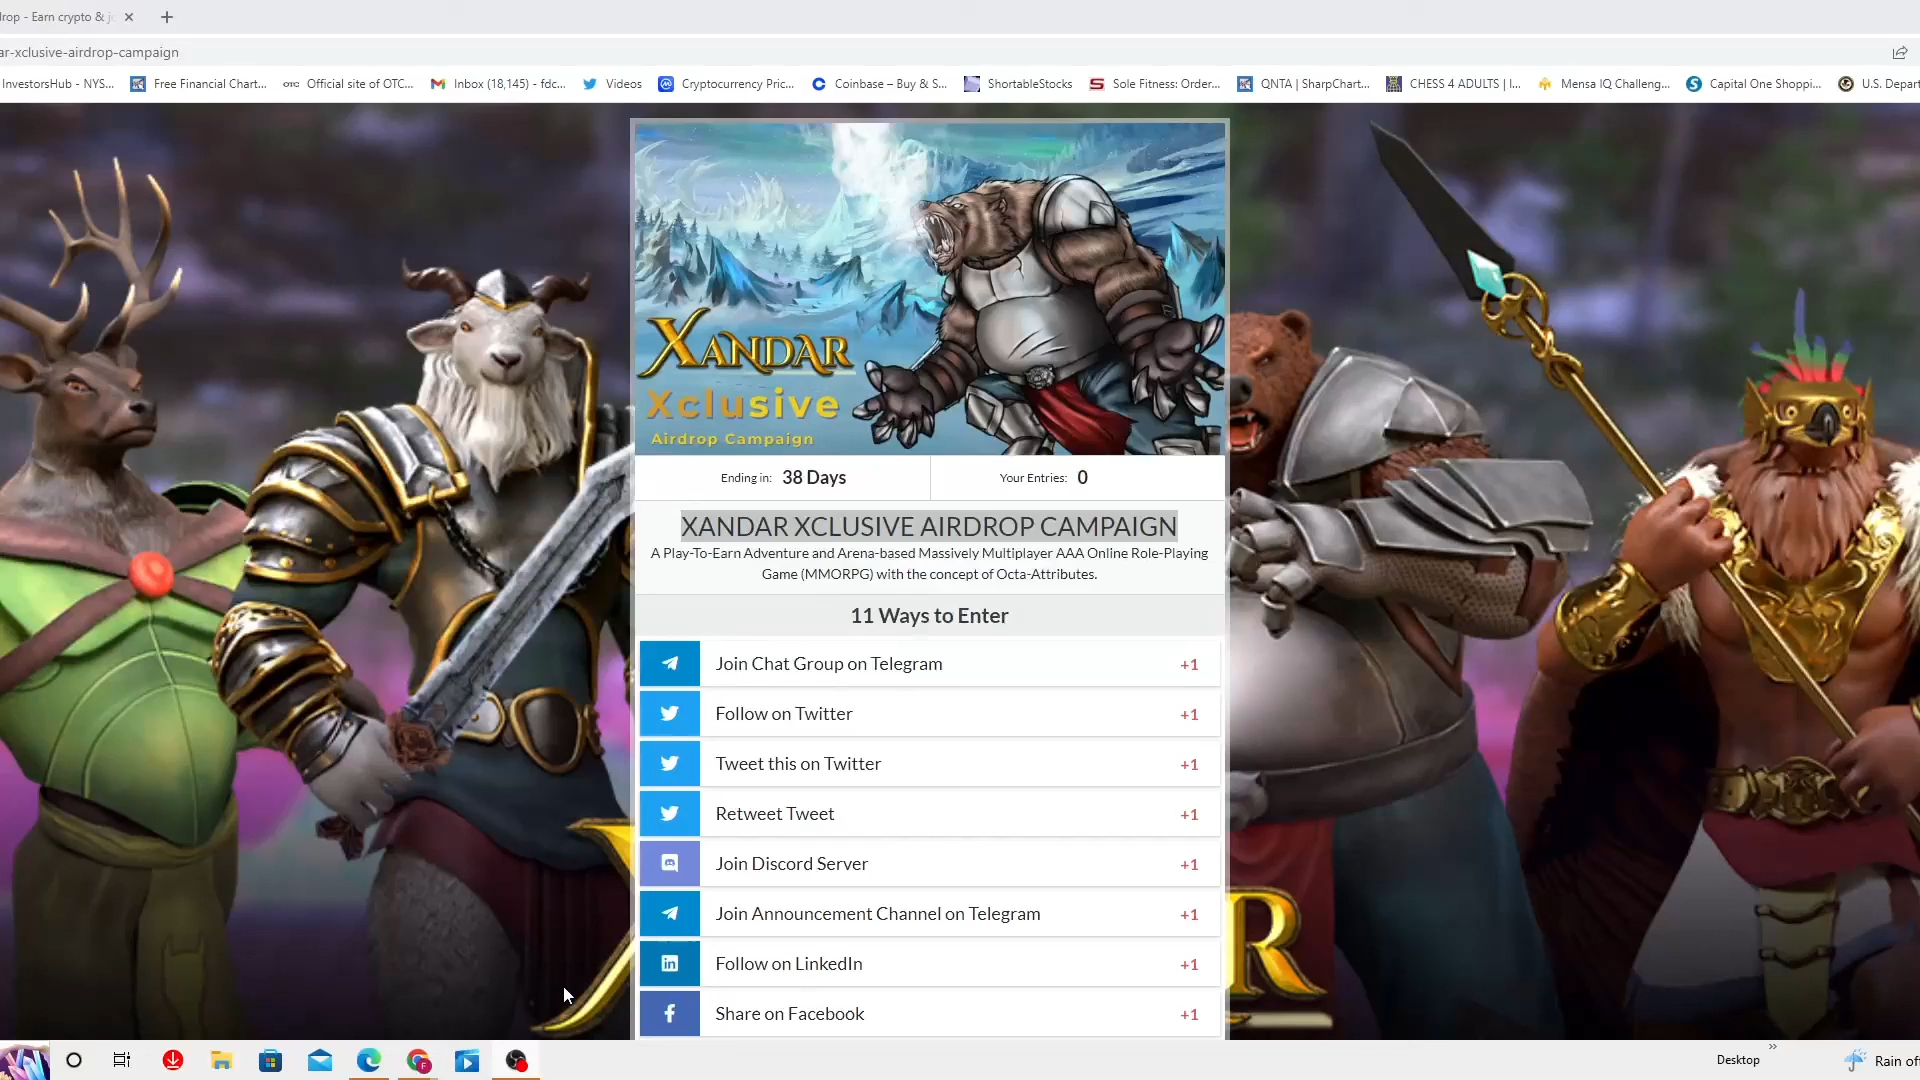 drop - Earn crypto & j
ar-xclusive-airdrop-campaign
InvestorsHub - NYS...
Free Financial Chart...
OTC Official site of OTC...
Inbox (18,145) - fdc...
Videos
Cryptocurrency Pric...
Coinbase – Buy & S...
ShortableStocks
Sole Fitness: Order...
QNTA | SharpChart...
CHESS 4 ADULTS | I...
Mensa IQ Challeng...
Capital One Shoppi...
U.S. Depart
XANDAR
Xclusive
Airdrop Campaign
Ending in: 38 Days
Your Entries: 0
XANDAR XCLUSIVE AIRDROP CAMPAIGN
A Play-To-Earn Adventure and Arena-based Massively Multiplayer AAA Online Role-Playing
Game (MMORPG) with the concept of Octa-Attributes.
11 Ways to Enter
Join Chat Group on Telegram +1
Follow on Twitter +1
Tweet this on Twitter +1
Retweet Tweet +1
Join Discord Server +1
Join Announcement Channel on Telegram +1
Follow on LinkedIn +1
Share on Facebook +1
R
Desktop
Rain off